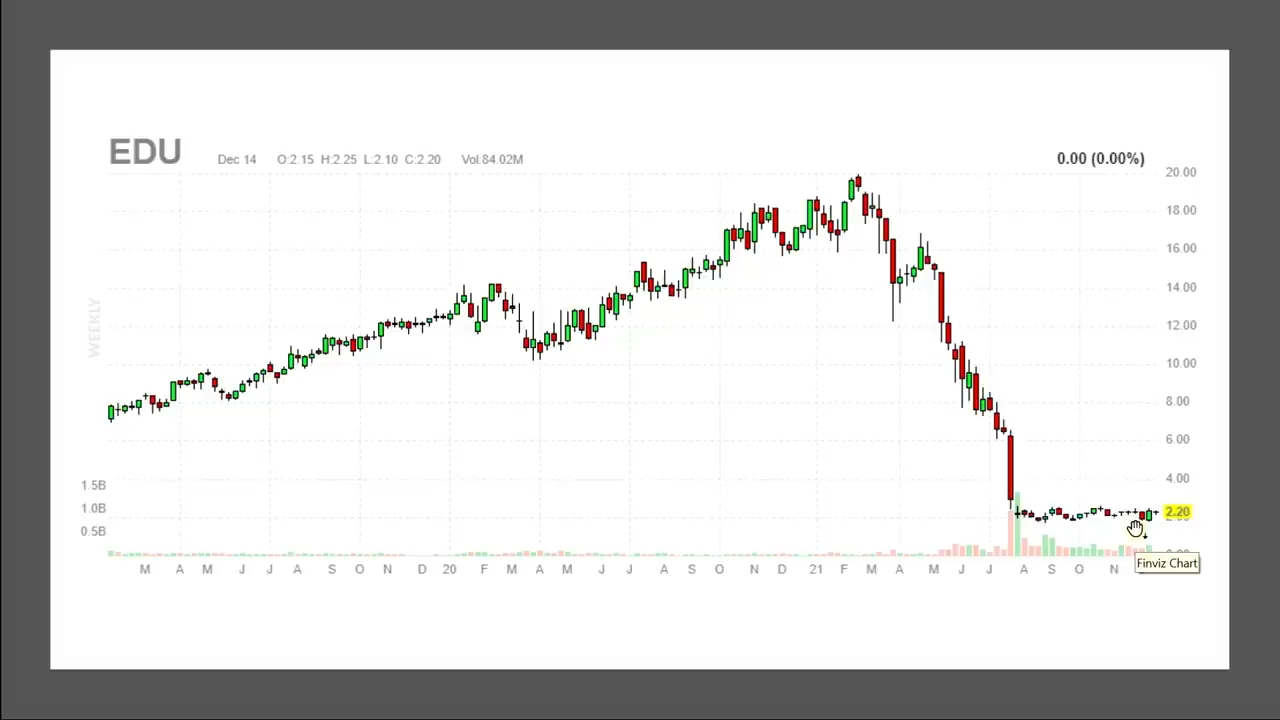 EDU Dec 14 O:2.15 H:2.25 L:2.10 C:2.20 Vol:84.02M 0.00 (0.00%)
20.00
18.00
16.00
14.00
WEEKLY
12.00
10.00
8.00
6.00
4.00
1.5B
1.0B
2.20
0.5B
M A M J J A S O N D 20 F M A M J J A S O N D 21 F M A M J J A S O N
Finviz Chart